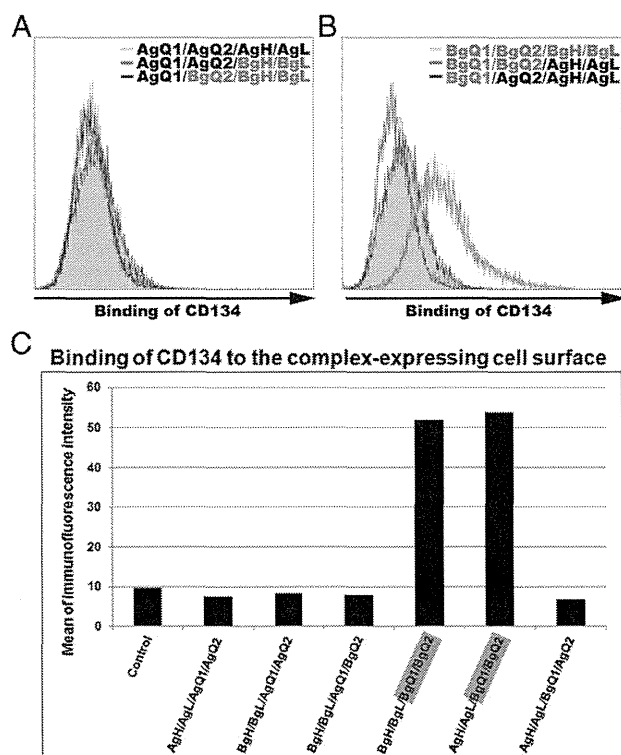 A
AgQ1/AgQ2/AgH/AgL
AgQ1/AgQ2/BgH/BgL
AgQ1/BgQ2/BgH/BgL
Binding of CD134
B
BgQ1/BgQ2/BgH/BgL
BgQ1/BgQ2/AgH/AgL
BgQ1/AgQ2/AgH/AgL
Binding of CD134
C
Binding of CD134 to the complex-expressing cell surface
Mean of immunofluorescence intensity
60
50
40
30
20
10
0
Control
AgH/AgL/AgQ1/AgQ2
BgH/BgL/AgQ1/AgQ2
BgH/BgL/AgQ1/BgQ2
BgH/BgL/BgQ1/BgQ2
AgH/AgL/BgQ1/BgQ2
AgH/AgL/BgQ1/AgQ2